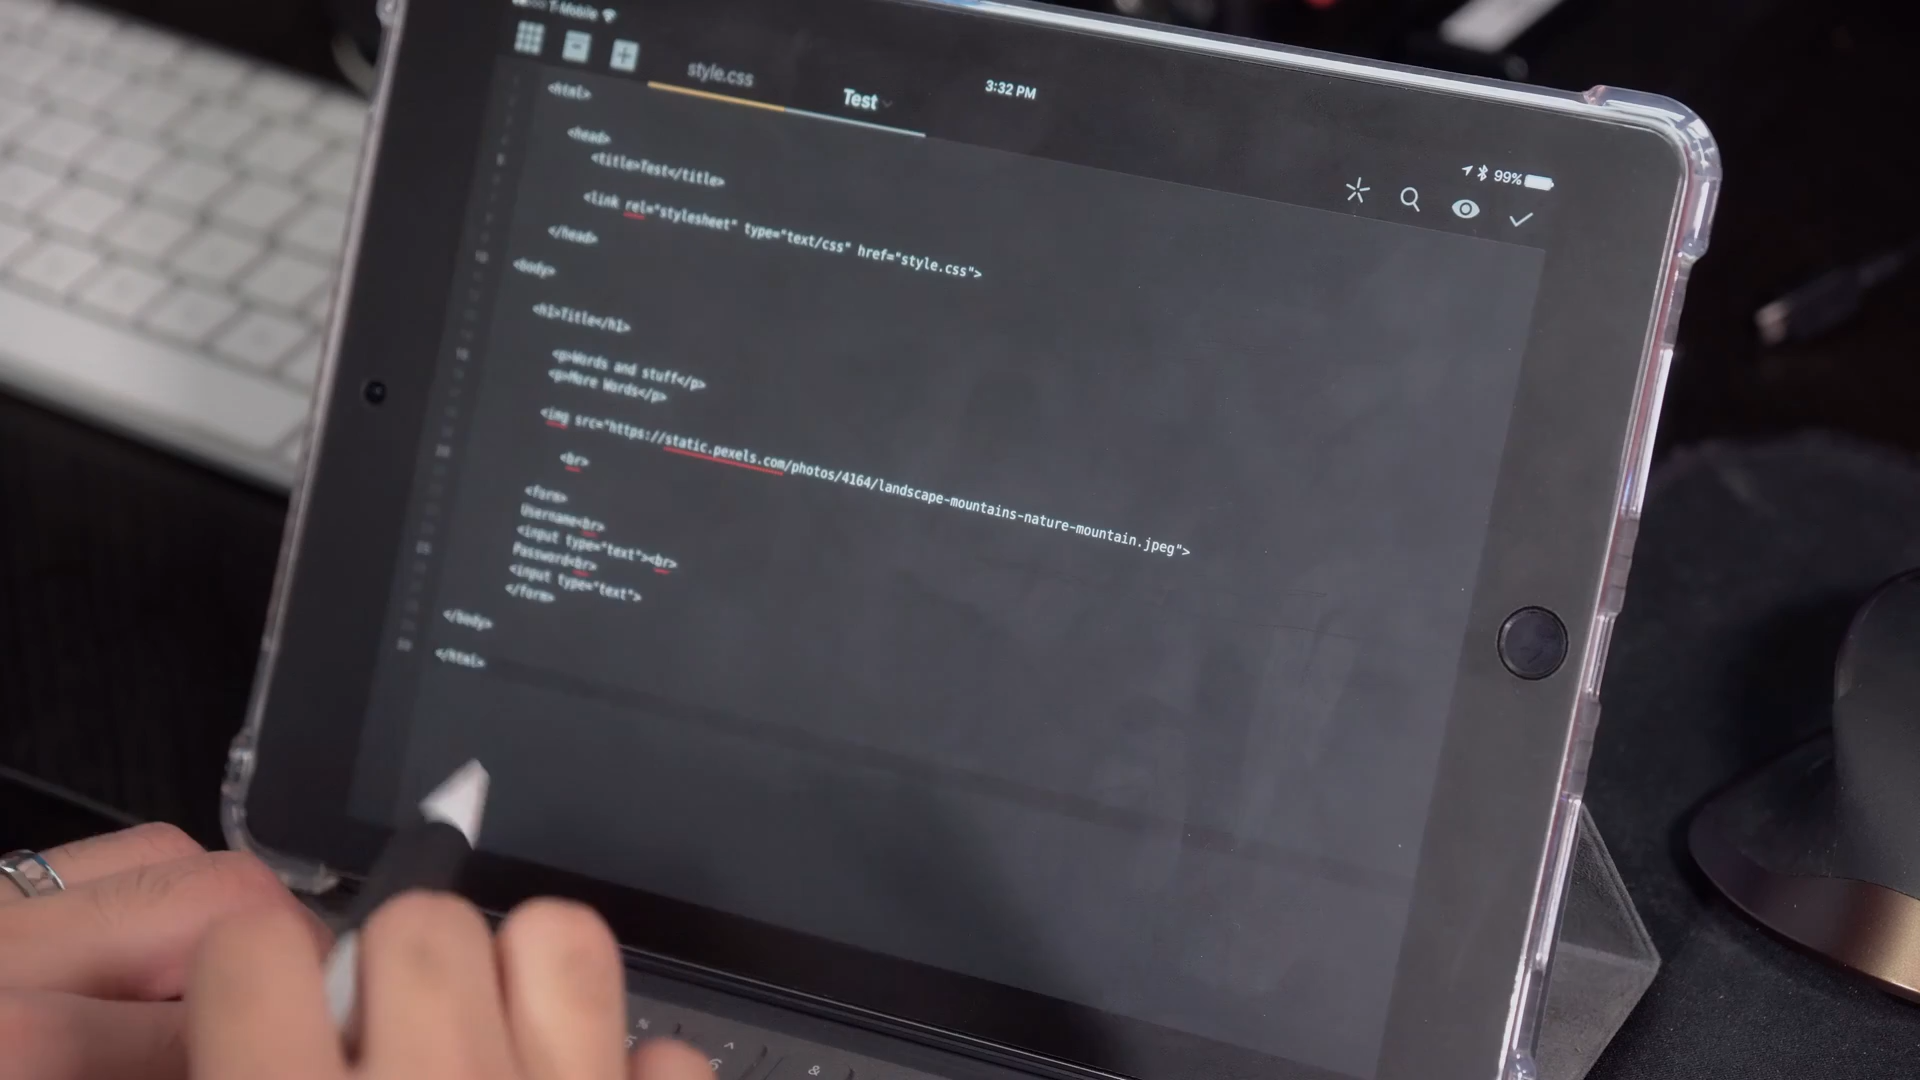 T-Mobile
style.css
Test
3:32 PM
99%
<html>
<head>
<title>Test</title>
<link rel="stylesheet" type="text/css" href="style.css">
</head>
<body>
<h1>Title</h1>
<p>Words and stuff</p>
<p>More Words</p>
<img src="https://static.pexels.com/photos/4164/landscape-mountains-nature-mountain.jpeg">
<br>
<form>
Username<br>
<input type="text"><br>
Password<br>
<input type="text">
</form>
</body>
</html>
%
5
^
6
&